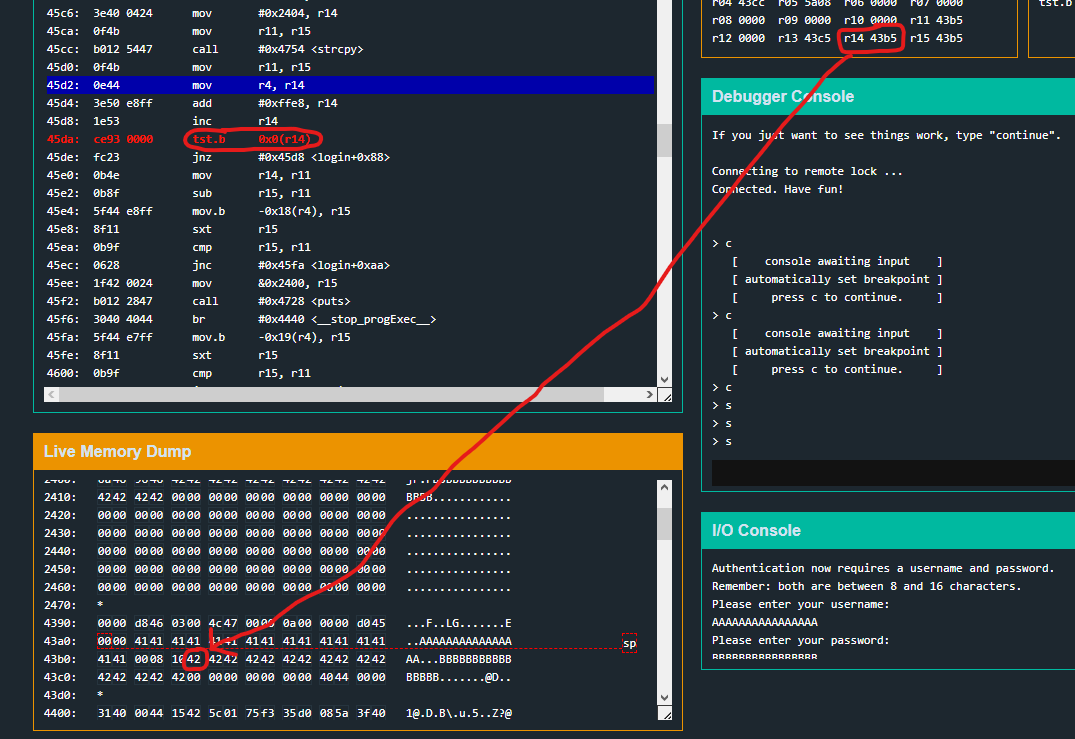 45c6: 3e40 0424 mov #0x2404, r14
45ca: 0f4b mov r11, r15
45cc: b012 5447 call #0x4754 <strcpy>
45d0: 0f4b mov r11, r15
45d2: 0e44 mov r4, r14
45d4: 3e50 e8ff add #0xffe8, r14
45d8: 1e53 inc r14
45da: ce93 0000 tst.b 0x0(r14)
45de: fc23 jnz #0x45d8 <login+0x88>
45e0: 0b4e mov r14, r11
45e2: 0b8f sub r15, r11
45e4: 5f44 e8ff mov.b -0x18(r4), r15
45e8: 8f11 sxt r15
45ea: 0b9f cmp r15, r11
45ec: 0628 jnc #0x45fa <login+0xaa>
45ee: 1f42 0024 mov &0x2400, r15
45f2: b012 2847 call #0x4728 <puts>
45f6: 3040 4044 br #0x4440 <__stop_progExec__>
45fa: 5f44 e7ff mov.b -0x19(r4), r15
45fe: 8f11 sxt r15
4600: 0b9f cmp r15, r11
Live Memory Dump
2410: 4242 4242 0000 0000 0000 0000 0000 0000 BBBB............
2420: 0000 0000 0000 0000 0000 0000 0000 0000 ................
2430: 0000 0000 0000 0000 0000 0000 0000 0000 ................
2440: 0000 0000 0000 0000 0000 0000 0000 0000 ................
2450: 0000 0000 0000 0000 0000 0000 0000 0000 ................
2460: 0000 0000 0000 0000 0000 0000 0000 0000 ................
2470: *
4390: 0000 d846 0300 4c47 0000 0a00 0000 d045 ...F..LG.......E
43a0: 0000 4141 4141 4141 4141 4141 4141 4141 ..AAAAAAAAAAAAAA sp
43b0: 4141 0008 1042 4242 4242 4242 4242 4242 AA...BBBBBBBBBBB
43c0: 4242 4242 4200 0000 0000 0000 4044 0000 BBBBB.......@D..
43d0: *
4400: 3140 0044 1542 5c01 75f3 35d0 085a 3f40 1@.D.B\.u.5..Z?@
r04 43cc r05 5a08 r06 0000 r07 0000
r08 0000 r09 0000 r10 0000 r11 43b5
r12 0000 r13 43c5 r14 43b5 r15 43b5
tst.b
Debugger Console
If you just want to see things work, type "continue".
Connecting to remote lock ...
Connected. Have fun!
> c
[ console awaiting input ]
[ automatically set breakpoint ]
[ press c to continue. ]
> c
[ console awaiting input ]
[ automatically set breakpoint ]
[ press c to continue. ]
> c
> s
> s
> s
I/O Console
Authentication now requires a username and password.
Remember: both are between 8 and 16 characters.
Please enter your username:
AAAAAAAAAAAAAAAA
Please enter your password:
BBBBBBBBBBBBBBBB